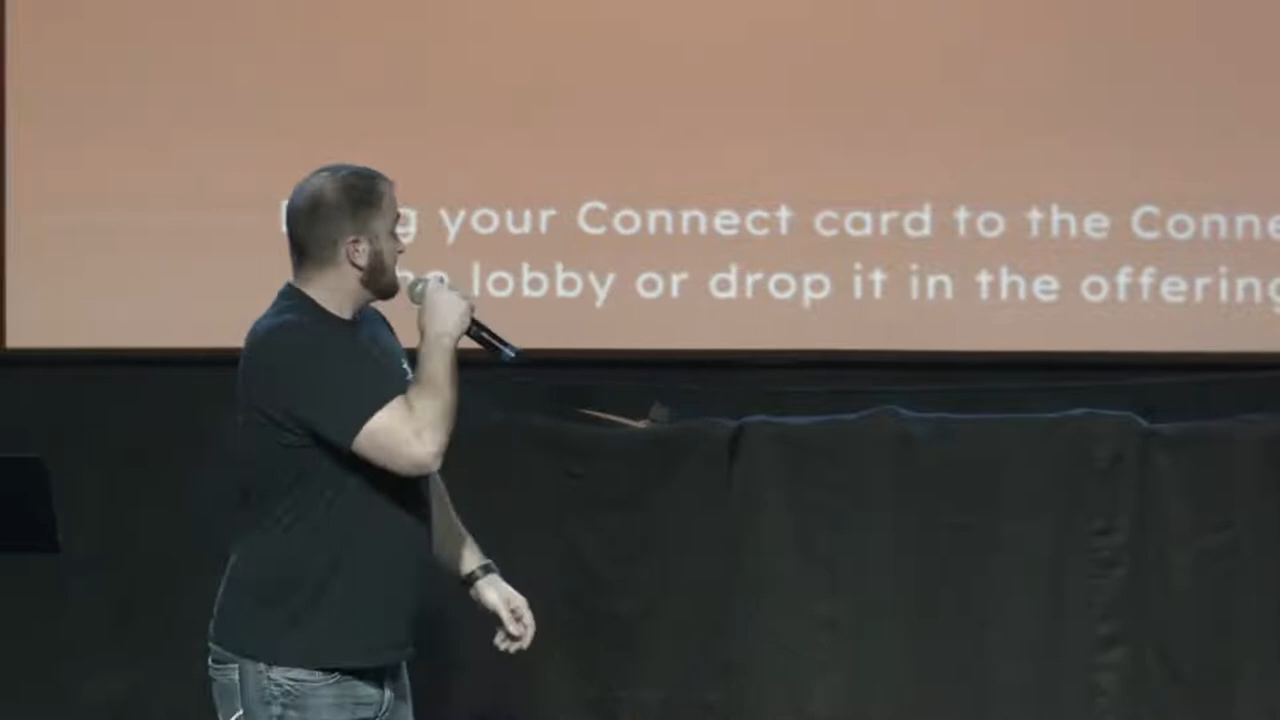 your Connect card to the
lobby or drop it in the offering